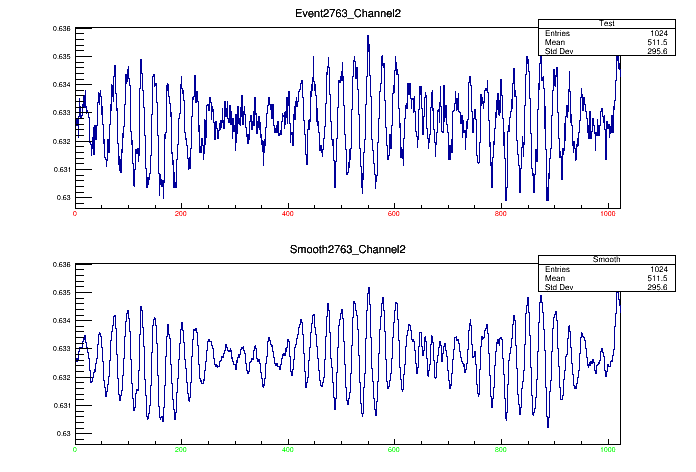 Event2763_Channel2
Test
Entries 1024
Mean 511.5
Std Dev 295.6
0.636
0.635
0.634
0.633
0.632
0.631
0.63
0 200 400 600 800 1000
Smooth2763_Channel2
Smooth
Entries 1024
Mean 511.5
Std Dev 295.6
0.636
0.635
0.634
0.633
0.632
0.631
0.63
0 200 400 600 800 1000